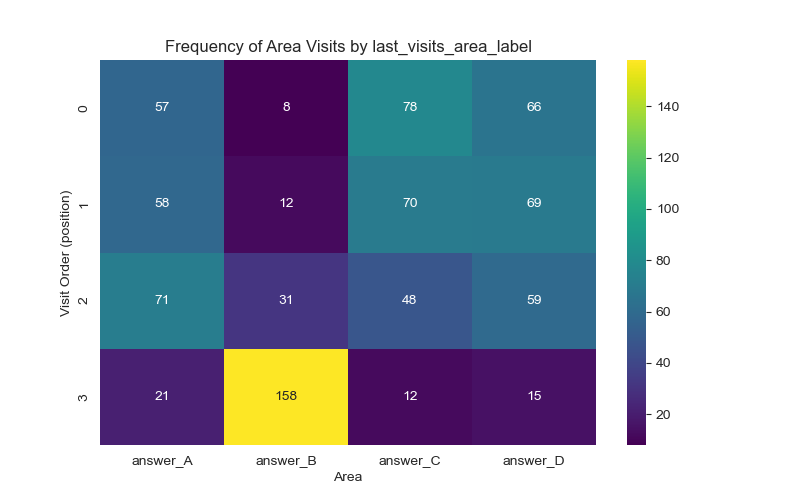 Frequency of Area Visits by last_visits_area_label
0 57 8 78 66
1 58 12 70 69
2 71 31 48 59
3 21 158 12 15
answer_A answer_B answer_C answer_D
Area
Visit Order (position)
140
120
100
80
60
40
20